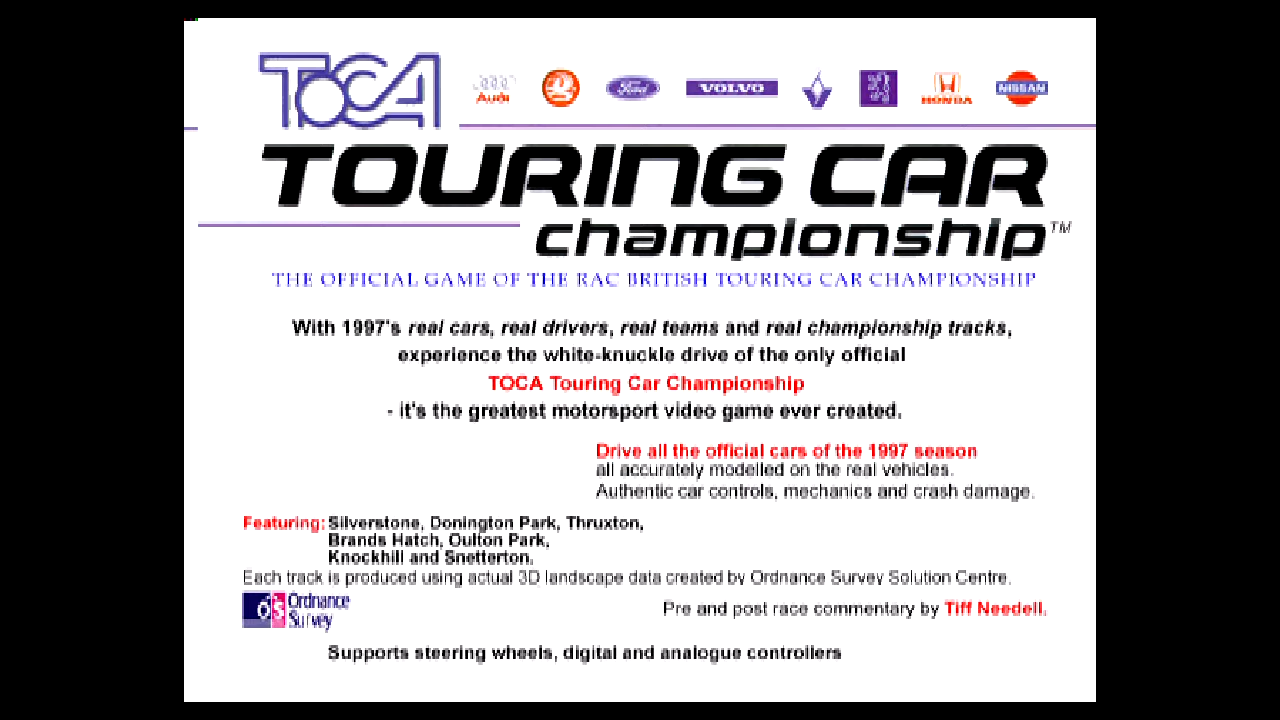 TOCA
Audi Ford VOLVO HONDA NISSAN
TOURING CAR
championship™
THE OFFICIAL GAME OF THE RAC BRITISH TOURING CAR CHAMPIONSHIP
With 1997's real cars, real drivers, real teams and real championship tracks,
experience the white-knuckle drive of the only official
TOCA Touring Car Championship
- it's the greatest motorsport video game ever created.
Drive all the official cars of the 1997 season
all accurately modelled on the real vehicles.
Authentic car controls, mechanics and crash damage.
Featuring: Silverstone, Donington Park, Thruxton,
Brands Hatch, Oulton Park,
Knockhill and Snetterton.
Each track is produced using actual 3D landscape data created by Ordnance Survey Solution Centre.
OS Ordnance
Survey
Pre and post race commentary by Tiff Needell.
Supports steering wheels, digital and analogue controllers